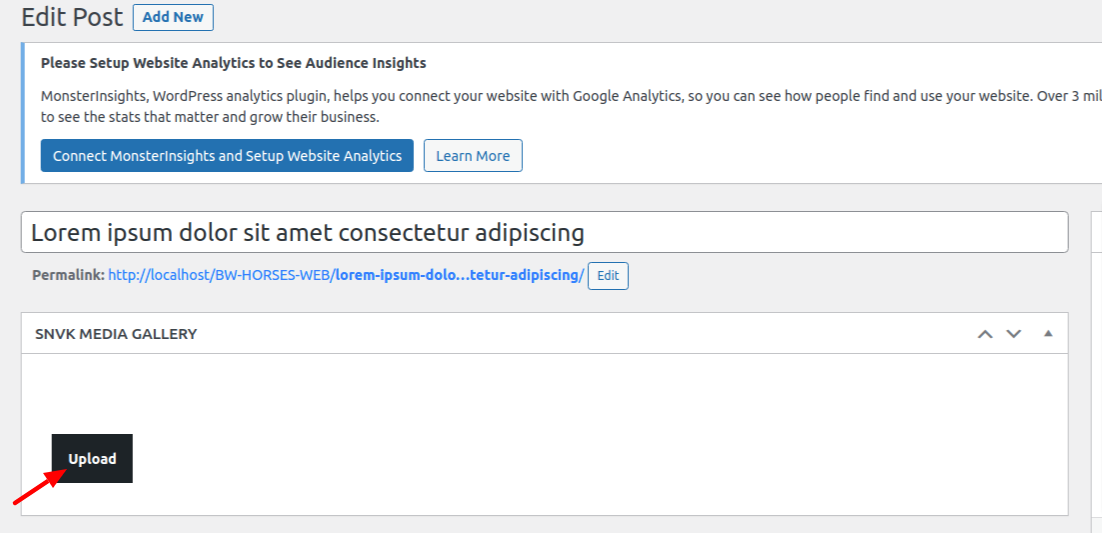 Edit Post Add New
Please Setup Website Analytics to See Audience Insights
MonsterInsights, WordPress analytics plugin, helps you connect your website with Google Analytics, so you can see how people find and use your website. Over 3
to see the stats that matter and grow their business.
Connect MonsterInsights and Setup Website Analytics Learn More
Lorem ipsum dolor sit amet consectetur adipiscing
Permalink: http://localhost/BW-HORSES-WEB/lorem-ipsum-dolo...tetur-adipiscing/ Edit
SNVK MEDIA GALLERY
Upload